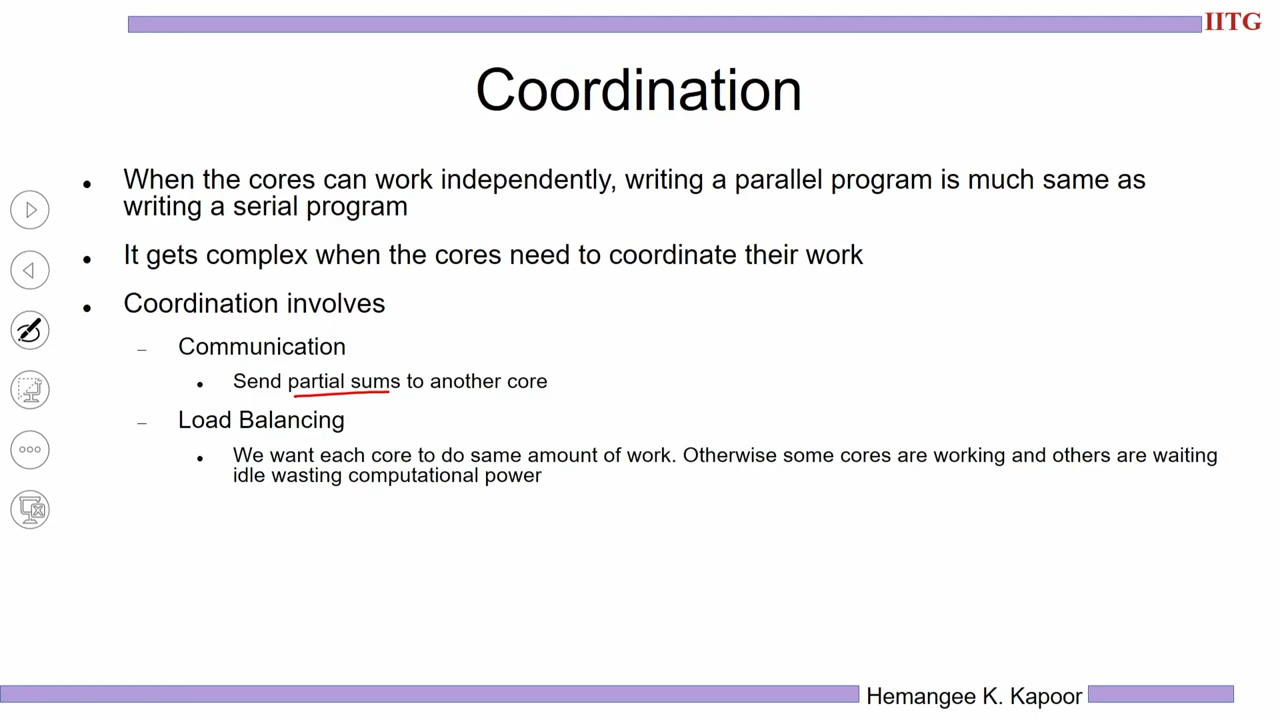 IITG
Coordination
• When the cores can work independently, writing a parallel program is much same as
writing a serial program
• It gets complex when the cores need to coordinate their work
• Coordination involves
– Communication
• Send partial sums to another core
– Load Balancing
• We want each core to do same amount of work. Otherwise some cores are working and others are waiting
idle wasting computational power
Hemangee K. Kapoor